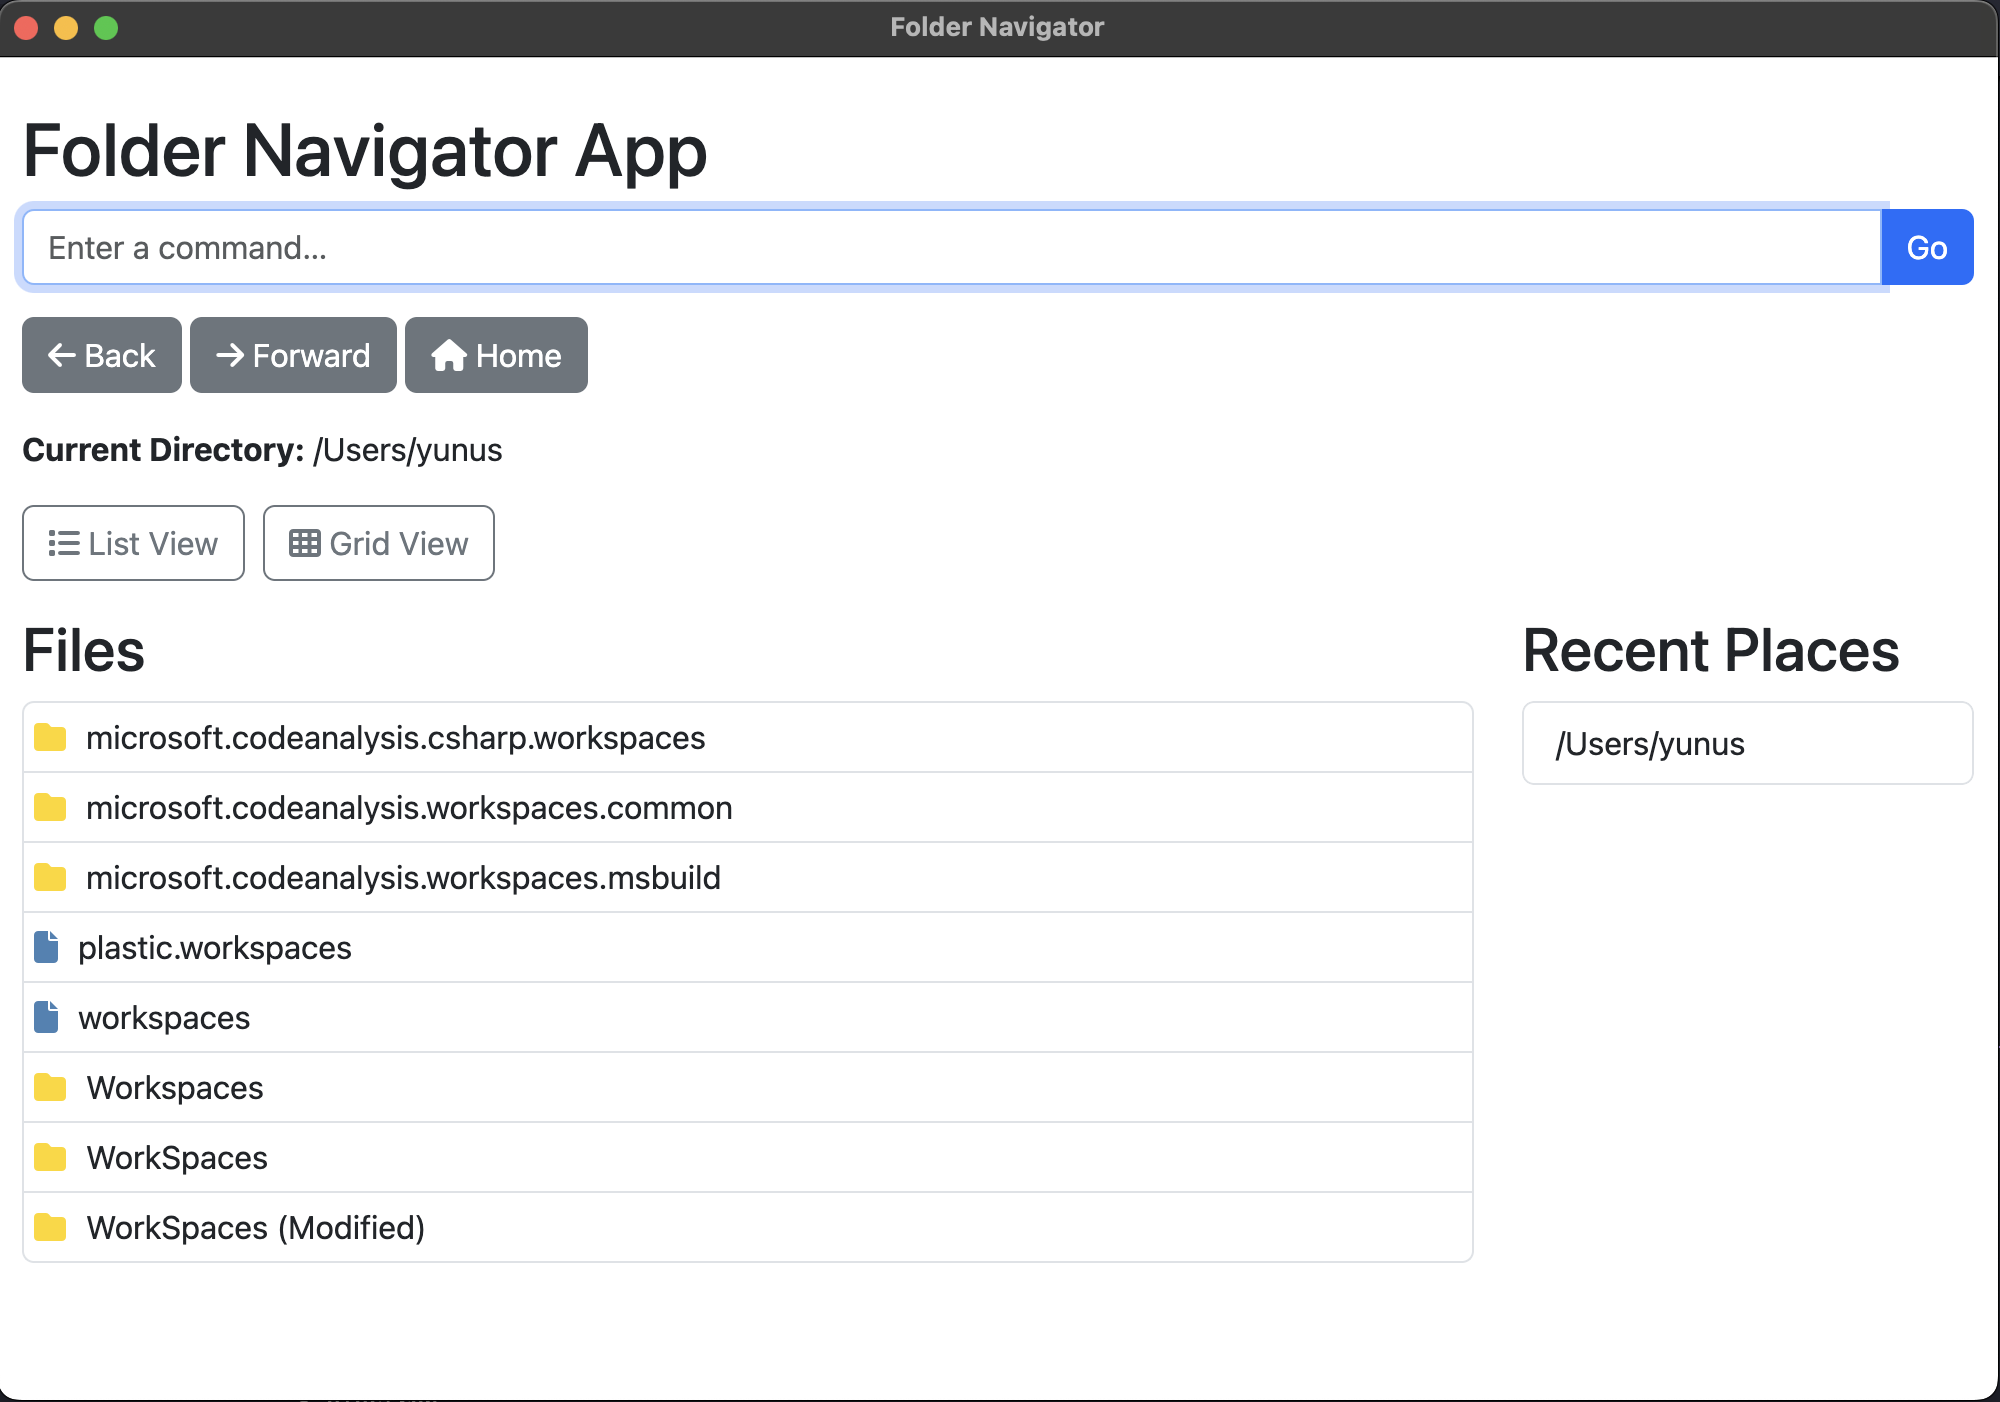 Folder Navigator
Folder Navigator App
Enter a command...
Go
Back
Forward
Home
Current Directory: /Users/yunus
List View
Grid View
Files
microsoft.codeanalysis.csharp.workspaces
microsoft.codeanalysis.workspaces.common
microsoft.codeanalysis.workspaces.msbuild
plastic.workspaces
workspaces
Workspaces
WorkSpaces
WorkSpaces (Modified)
Recent Places
/Users/yunus